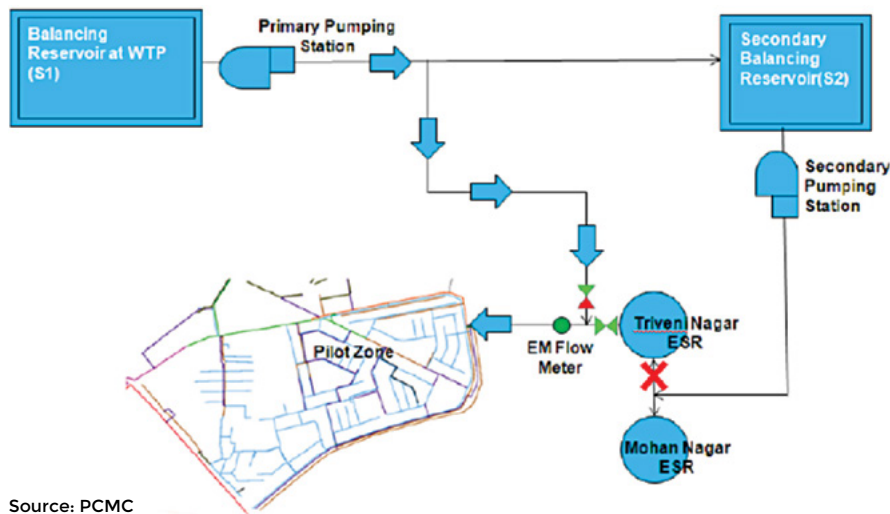 Balancing
Reservoir at WTP
(S1)
Primary Pumping
Station
Secondary
Balancing
Reservoir(S2)
Secondary
Pumping
Station
Triveni Nagar
ESR
EM Flow
Meter
Pilot Zone
Mohan Nagar
ESR
Source: PCMC